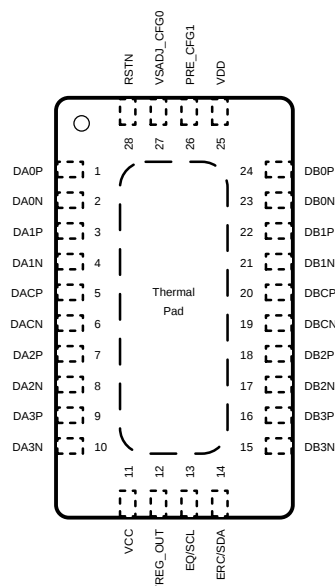 RSTN
VSADJ_CFG0
PRE_CFG1
VDD
28 27 26 25
DA0P 1 24 DB0P
DA0N 2 23 DB0N
DA1P 3 22 DB1P
DA1N 4 21 DB1N
DACP 5 20 DBCP
DACN 6 19 DBCN
DA2P 7 18 DB2P
DA2N 8 17 DB2N
DA3P 9 16 DB3P
DA3N 10 15 DB3N
Thermal
Pad
11 12 13 14
VCC
REG_OUT
EQ/SCL
ERC/SDA